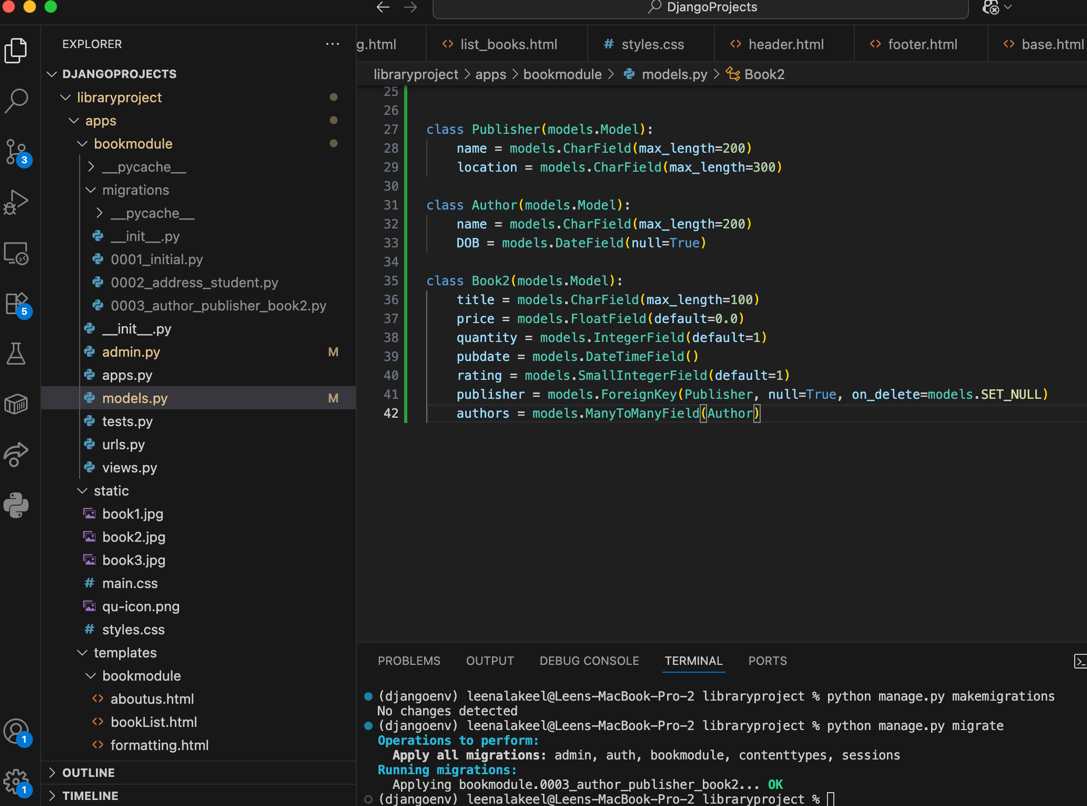 DjangoProjects
EXPLORER
g.html
list_books.html
styles.css
header.html
footer.html
base.html
DJANGOPROJECTS
libraryproject
apps
bookmodule
__pycache__
migrations
__pycache__
__init__.py
0001_initial.py
0002_address_student.py
0003_author_publisher_book2.py
__init__.py
admin.py M
apps.py
models.py M
tests.py
urls.py
views.py
static
book1.jpg
book2.jpg
book3.jpg
main.css
qu-icon.png
styles.css
templates
bookmodule
aboutus.html
bookList.html
formatting.html
OUTLINE
TIMELINE
3
5
1
1
libraryproject > apps > bookmodule > models.py > Book2
25
26
27 class Publisher(models.Model):
28     name = models.CharField(max_length=200)
29     location = models.CharField(max_length=300)
30
31 class Author(models.Model):
32     name = models.CharField(max_length=200)
33     DOB = models.DateField(null=True)
34
35 class Book2(models.Model):
36     title = models.CharField(max_length=100)
37     price = models.FloatField(default=0.0)
38     quantity = models.IntegerField(default=1)
39     pubdate = models.DateTimeField()
40     rating = models.SmallIntegerField(default=1)
41     publisher = models.ForeignKey(Publisher, null=True, on_delete=models.SET_NULL)
42     authors = models.ManyToManyField(Author)
PROBLEMS OUTPUT DEBUG CONSOLE TERMINAL PORTS
(djangoenv) leenalakeel@Leens-MacBook-Pro-2 libraryproject % python manage.py makemigrations
No changes detected
(djangoenv) leenalakeel@Leens-MacBook-Pro-2 libraryproject % python manage.py migrate
Operations to perform:
  Apply all migrations: admin, auth, bookmodule, contenttypes, sessions
Running migrations:
  Applying bookmodule.0003_author_publisher_book2... OK
(djangoenv) leenalakeel@Leens-MacBook-Pro-2 libraryproject %